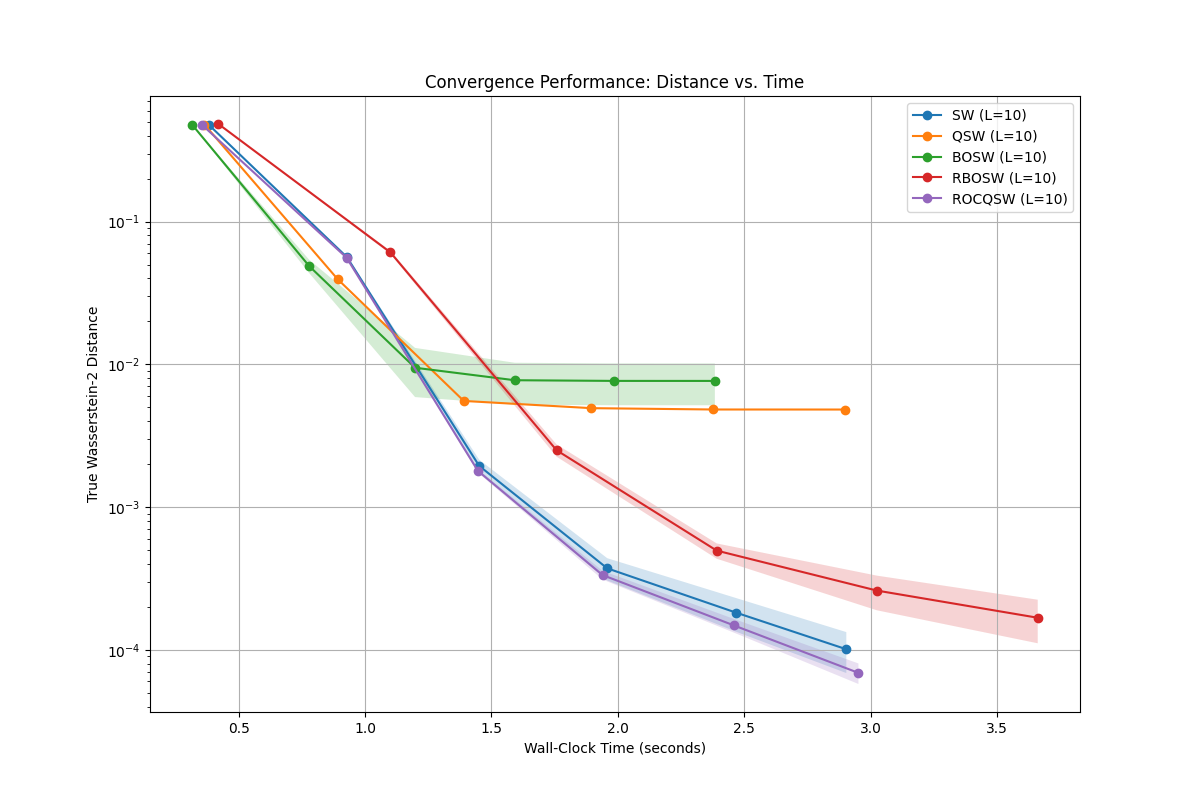 Convergence Performance: Distance vs. Time
SW (L=10)
QSW (L=10)
BOSW (L=10)
RBOSW (L=10)
ROCQSW (L=10)
True Wasserstein-2 Distance
10⁻¹
10⁻²
10⁻³
10⁻⁴
0.5 1.0 1.5 2.0 2.5 3.0 3.5
Wall-Clock Time (seconds)